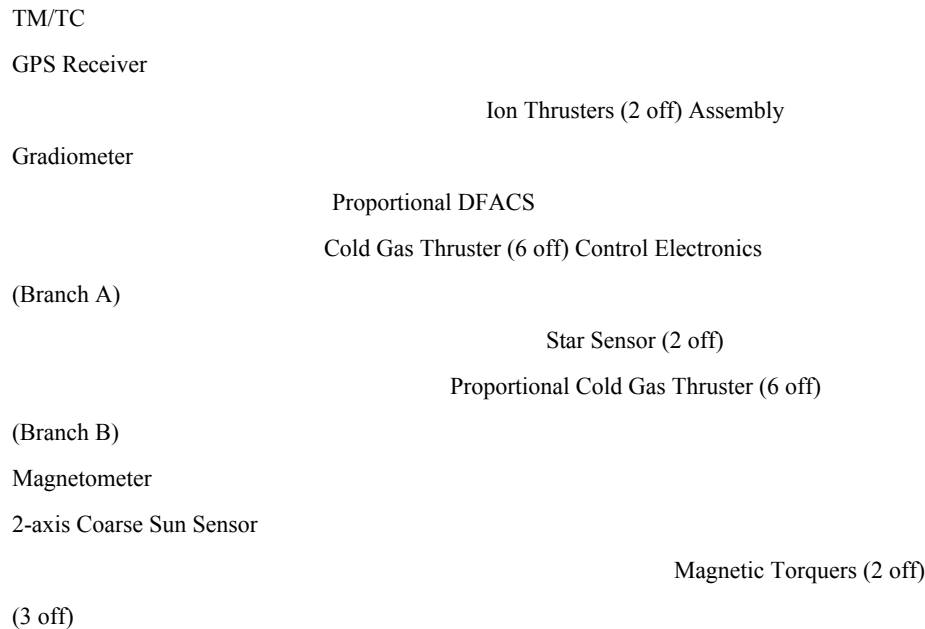 TM/TC
GPS Receiver
Ion Thrusters (2 off) Assembly
Gradiometer
Proportional DFACS
Cold Gas Thruster (6 off) Control Electronics
(Branch A)
Star Sensor (2 off)
Proportional Cold Gas Thruster (6 off)
(Branch B)
Magnetometer
2-axis Coarse Sun Sensor
Magnetic Torquers (2 off)
(3 off)